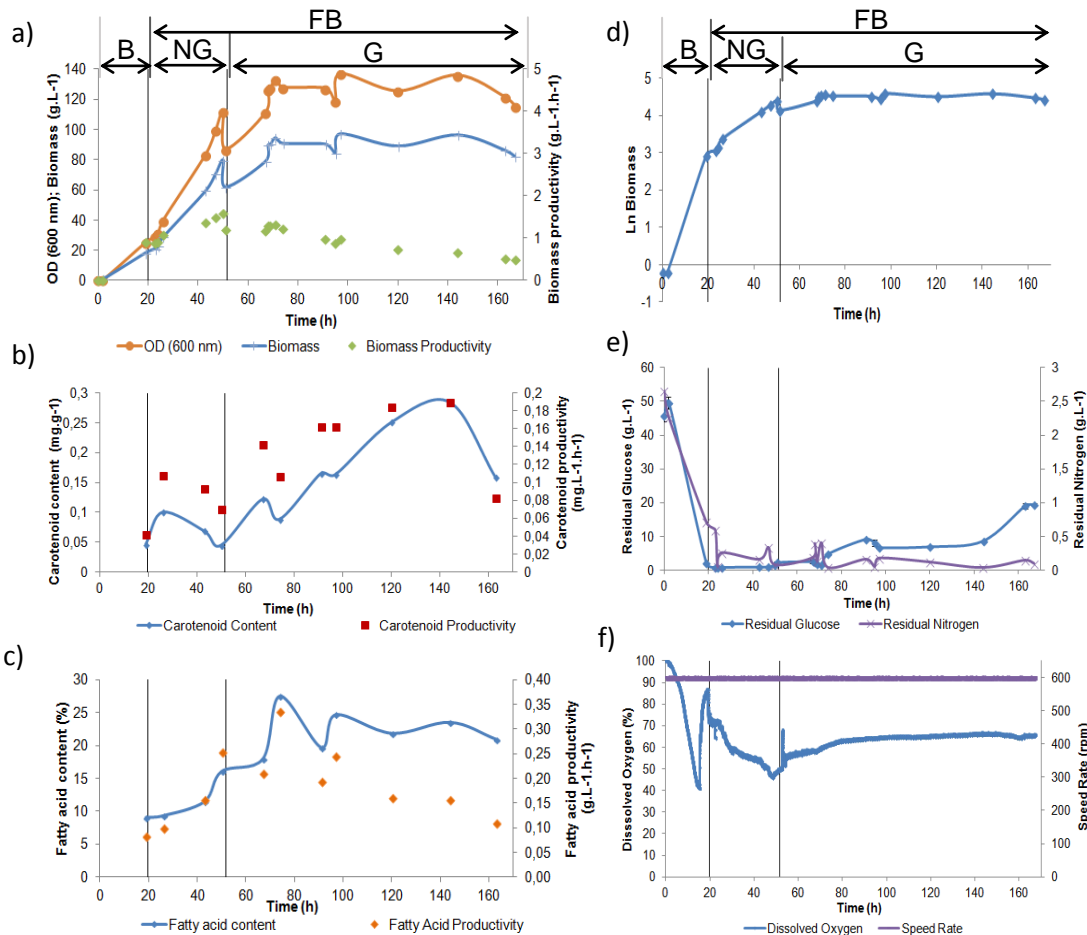 a)
FB
B
NG
G
OD (600 nm); Biomass (g.L-1)
140
120
100
80
60
40
20
0
5
4
3
2
1
0
Biomass productivity (g.L-1.h-1)
0 20 40 60 80 100 120 140 160
Time (h)
OD (600 nm) Biomass Biomass Productivity
b)
Carotenoid content (mg.g-1)
0,3
0,25
0,2
0,15
0,1
0,05
0
0,2
0,18
0,16
0,14
0,12
0,10
0,08
0,06
0,04
0,02
0
Carotenoid productivity
(mg.L-1.h-1)
0 20 40 60 80 100 120 140 160
Time (h)
Carotenoid Content Carotenoid Productivity
c)
Fatty acid content (%)
30
25
20
15
10
5
0
0,40
0,35
0,30
0,25
0,20
0,15
0,10
0,05
0,00
Fatty acid productivity
(g.L-1.h-1)
0 20 40 60 80 100 120 140 160
Time (h)
Fatty acid content Fatty Acid Productivity
d)
FB
B
NG
G
Ln Biomass
5
4
3
2
1
0
-1
0 20 40 60 80 100 120 140 160
Time (h)
e)
Residual Glucose (g.L-1)
60
50
40
30
20
10
0
3
2,5
2
1,5
1
0,5
0
Residual Nitrogen (g.L-1)
0 20 40 60 80 100 120 140 160
Time (h)
Residual Glucose Residual Nitrogen
f)
Disssolved Oxygen (%)
100
90
80
70
60
50
40
30
20
10
0
600
500
400
300
200
100
0
Speed Rate (rpm)
0 20 40 60 80 100 120 140 160
Time (h)
Dissolved Oxygen Speed Rate